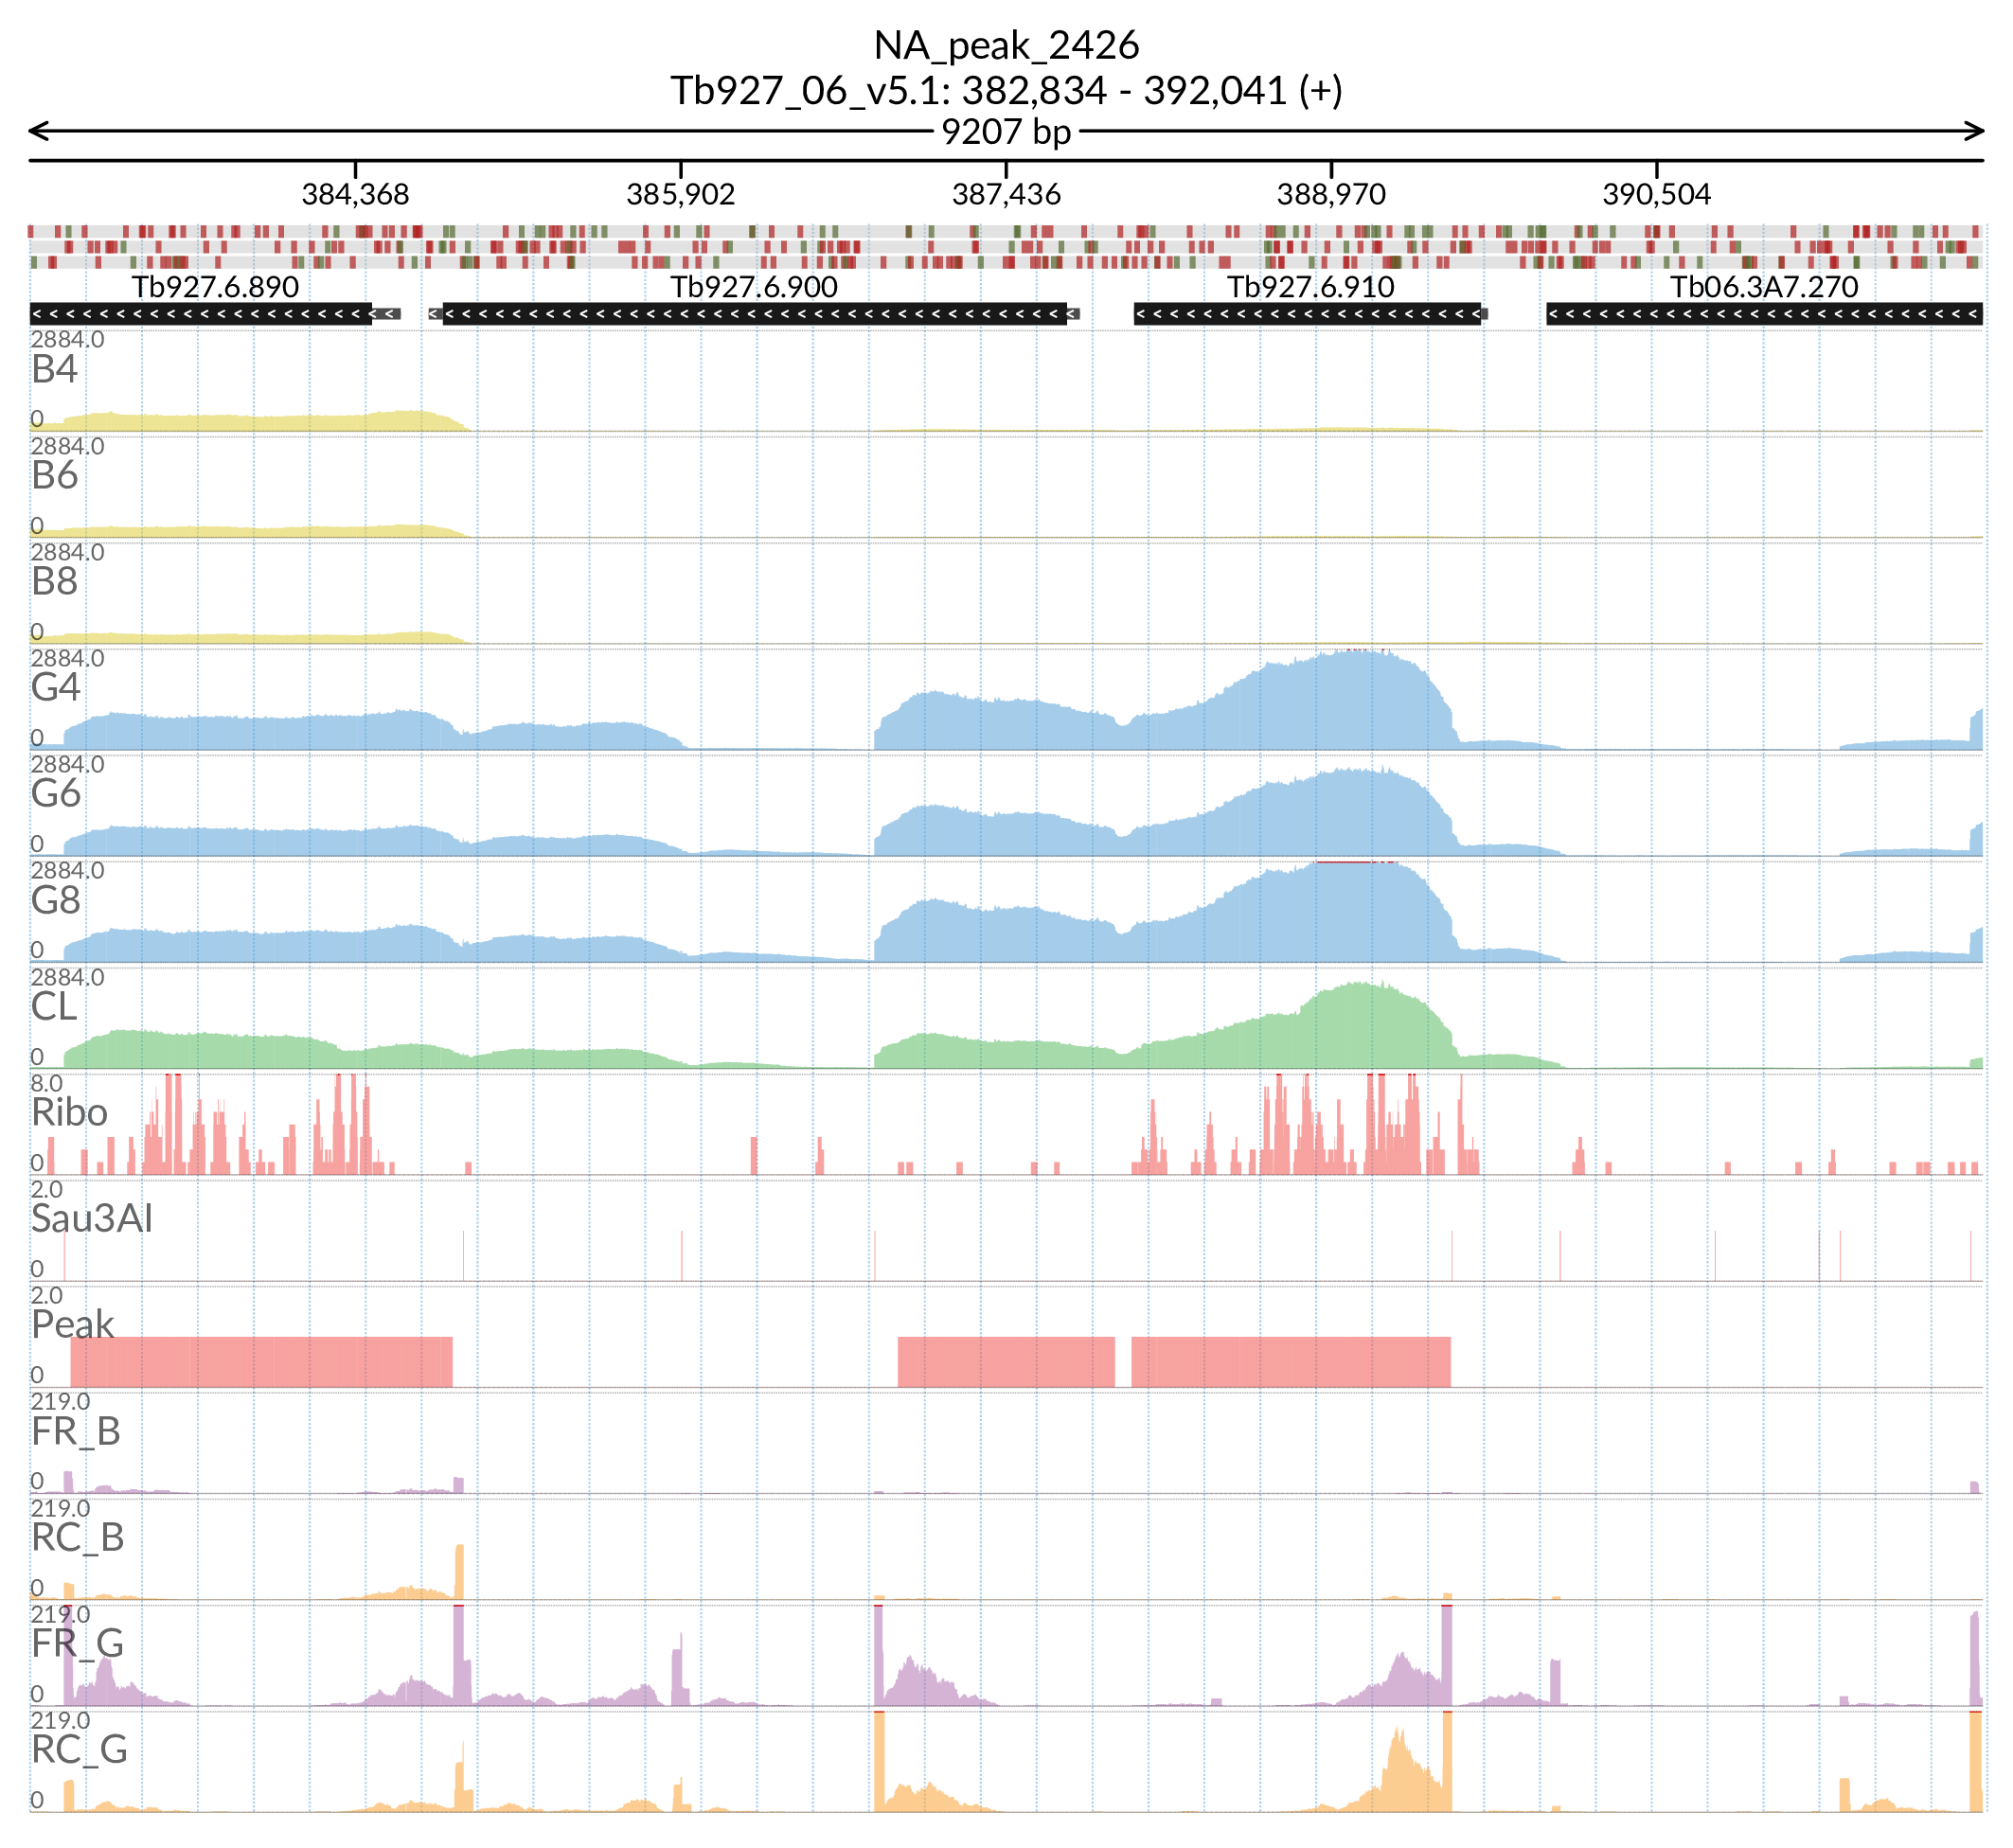 NA_peak_2426
Tb927_06_v5.1: 382,834 - 392,041 (+)
9207 bp
384,368 385,902 387,436 388,970 390,504
Tb927.6.890 Tb927.6.900 Tb927.6.910 Tb06.3A7.270
2884.0
B4
0
2884.0
B6
0
2884.0
B8
0
2884.0
G4
0
2884.0
G6
0
2884.0
G8
0
2884.0
CL
0
8.0
Ribo
0
2.0
Sau3AI
0
2.0
Peak
0
219.0
FR_B
0
219.0
RC_B
0
219.0
FR_G
0
219.0
RC_G
0